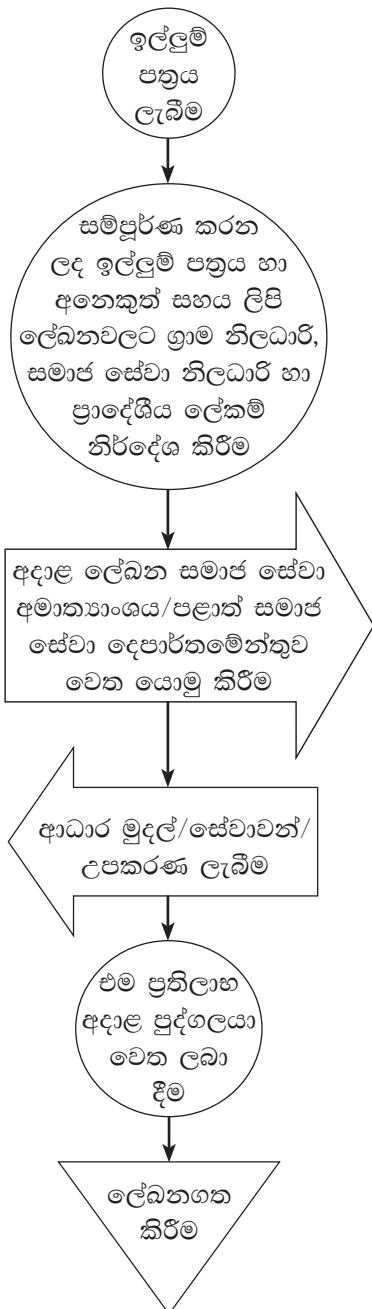 ඉල්ලුම්
පත්‍රය
ලැබීම
සම්පූර්ණ කරන
ලද ඉල්ලුම් පත්‍රය හා
අනෙකුත් සහය ලිපි
ලේඛනවලට ග්‍රාම නිලධාරි,
සමාජ සේවා නිලධාරි හා
ප්‍රාදේශීය ලේකම්
නිර්දේශ කිරීම
අදාළ ලේඛන සමාජ සේවා
අමාත්‍යාංශය/පළාත් සමාජ
සේවා දෙපාර්තමේන්තුව
වෙත යොමු කිරීම
ආධාර මුදල්/සේවාවන්/
උපකරණ ලැබීම
එම ප්‍රතිලාභ
අදාළ පුද්ගලයා
වෙත ලබා
දීම
ලේඛනගත
කිරීම